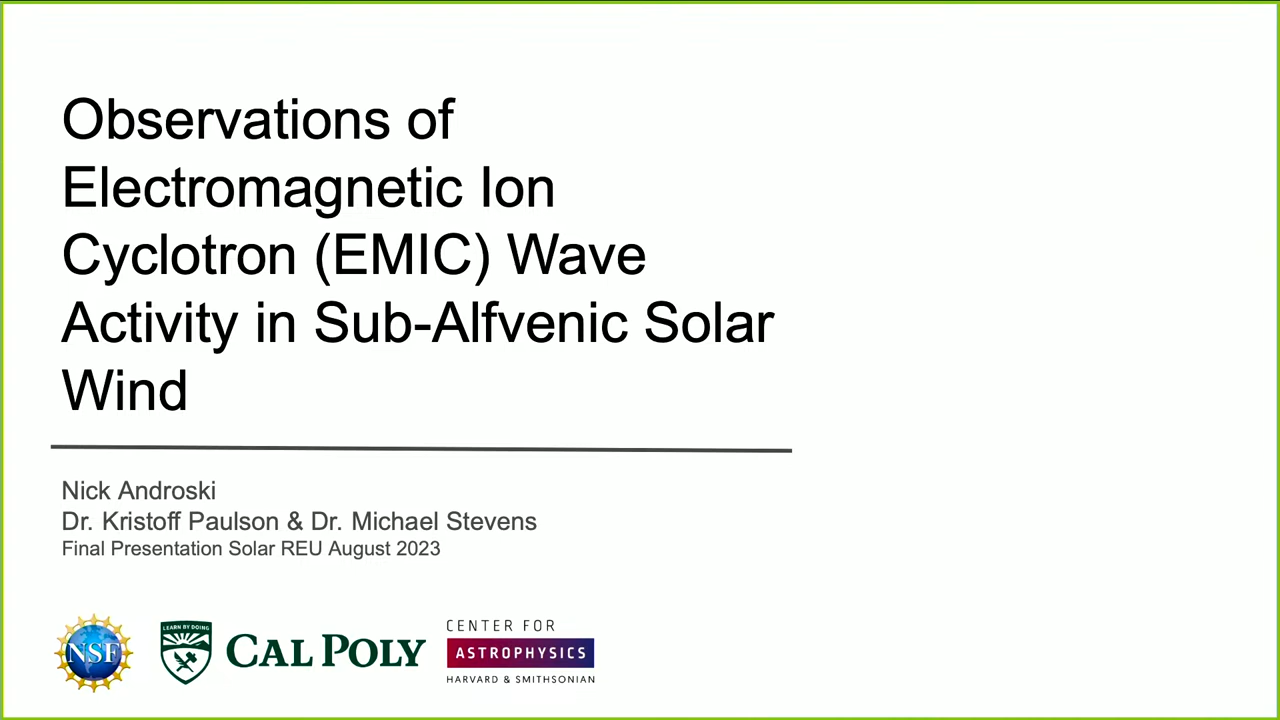 Observations of
Electromagnetic Ion
Cyclotron (EMIC) Wave
Activity in Sub-Alfvenic Solar
Wind
Nick Androski
Dr. Kristoff Paulson & Dr. Michael Stevens
Final Presentation Solar REU August 2023
NSF
LEARN BY DOING
CAL POLY
CENTER FOR
ASTROPHYSICS
HARVARD & SMITHSONIAN